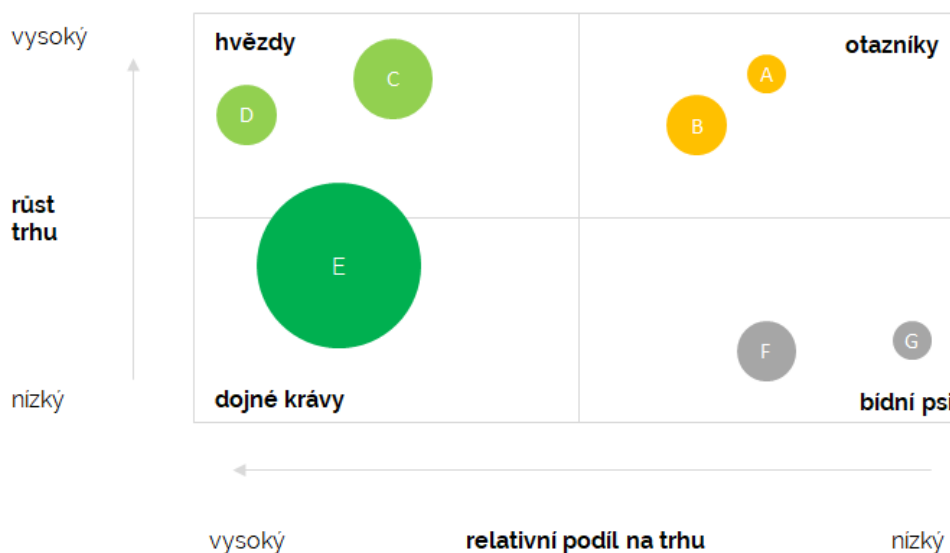 vysoký
hvězdy
otazníky
A
C
D
B
růst
trhu
E
G
F
nízký
dojné krávy
bídní psi
vysoký
relativní podíl na trhu
nízký